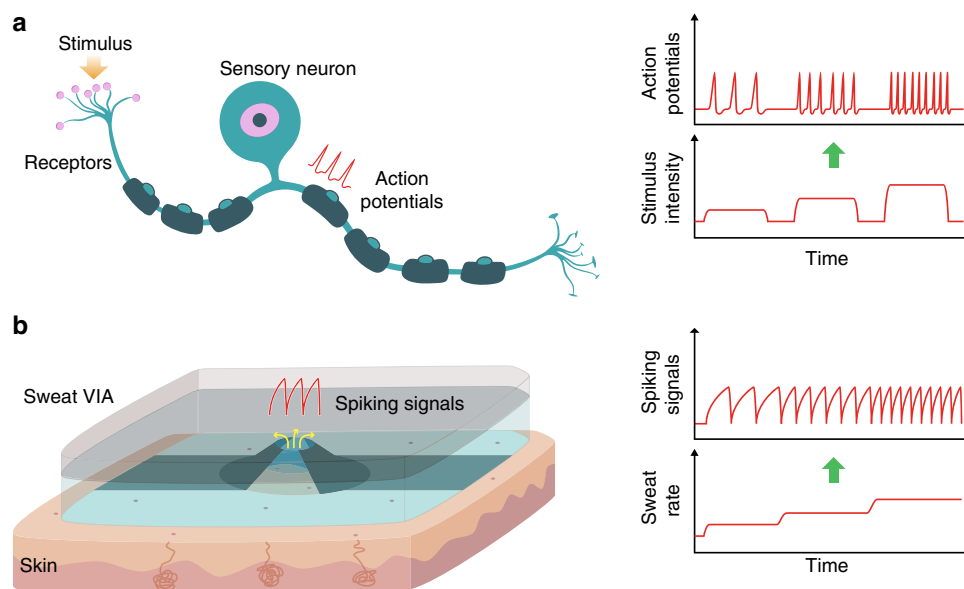 a
Stimulus
Sensory neuron
Receptors
Action
potentials
Action
potentials
Stimulus
intensity
Time
b
Sweat VIA
Spiking signals
Skin
Spiking
signals
Sweat
rate
Time